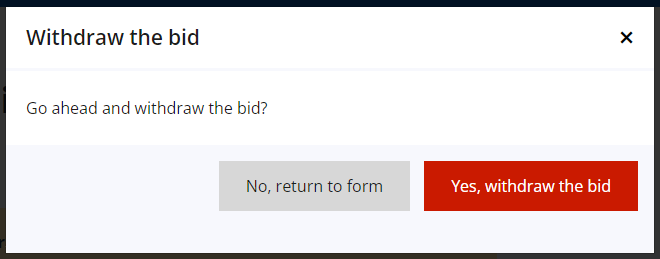 Withdraw the bid
Go ahead and withdraw the bid?
No, return to form
Yes, withdraw the bid